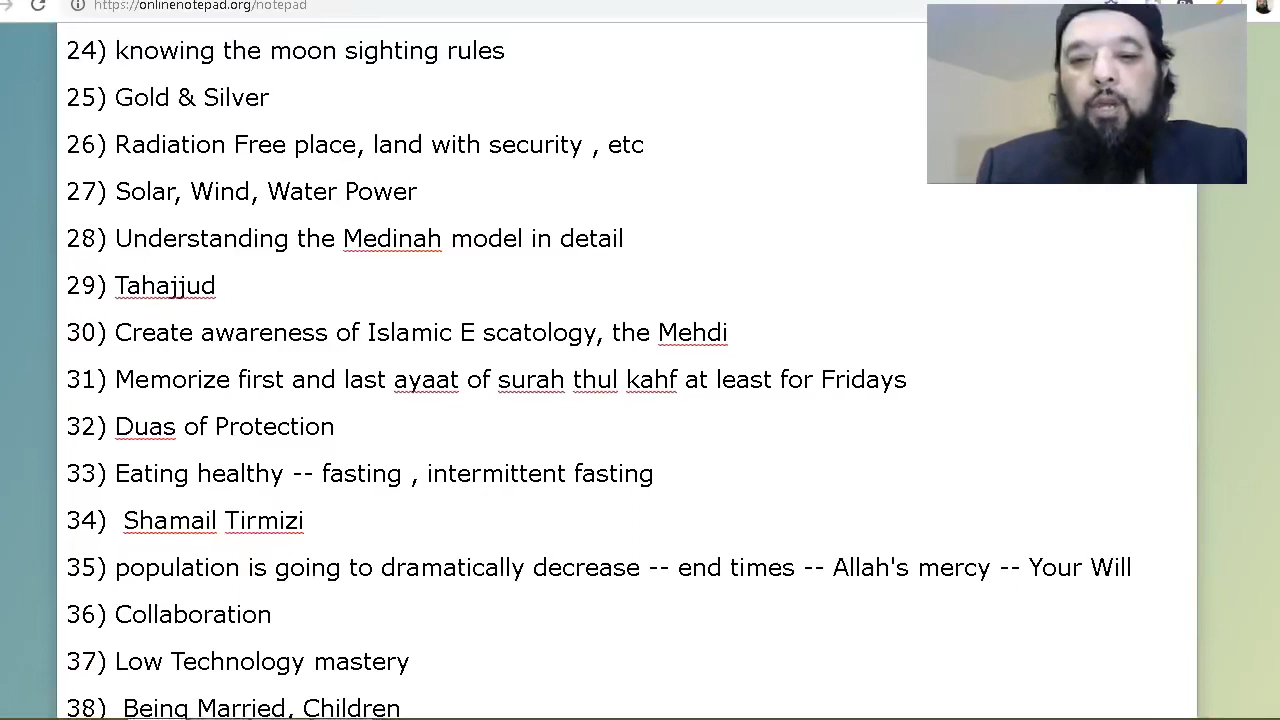 https://onlinenotepad.org/notepad
24) knowing the moon sighting rules
25) Gold & Silver
26) Radiation Free place, land with security , etc
27) Solar, Wind, Water Power
28) Understanding the Medinah model in detail
29) Tahajjud
30) Create awareness of Islamic E scatology, the Mehdi
31) Memorize first and last ayaat of surah thul kahf at least for Fridays
32) Duas of Protection
33) Eating healthy -- fasting , intermittent fasting
34)  Shamail Tirmizi
35) population is going to dramatically decrease -- end times -- Allah's mercy -- Your Will
36) Collaboration
37) Low Technology mastery
38)  Being Married, Children